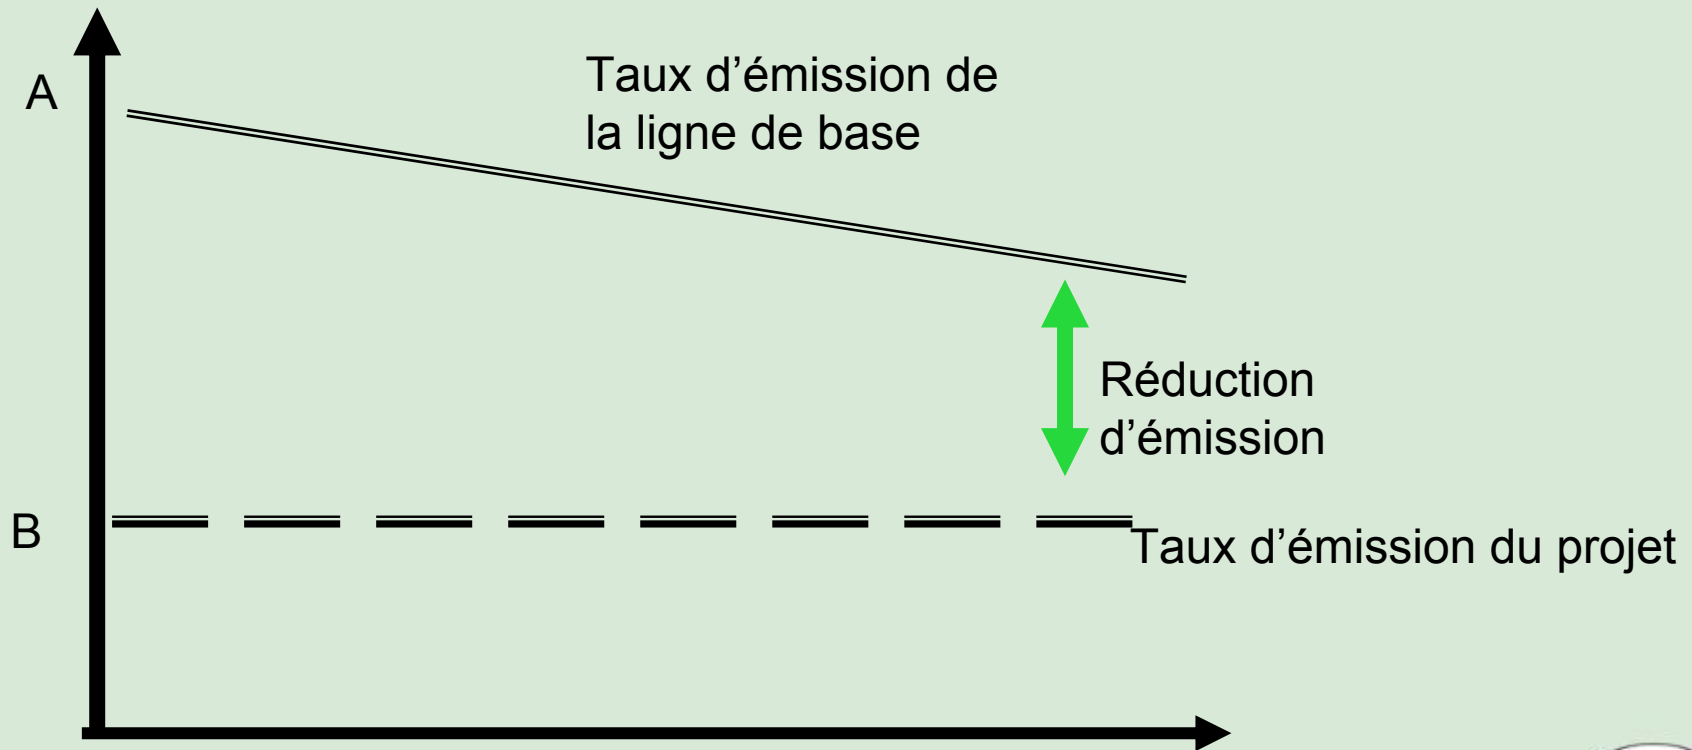 A
Taux d’émission de
la ligne de base
Réduction
d’émission
B
Taux d’émission du projet